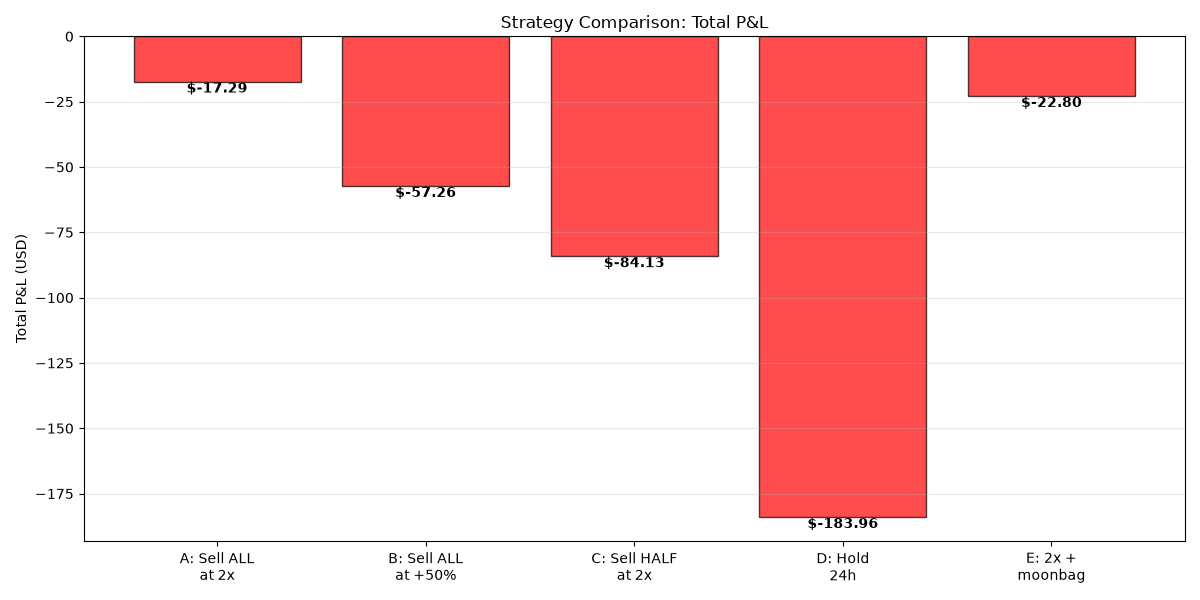 Strategy Comparison: Total P&L
Total P&L (USD)
0
−25
−50
−75
−100
−125
−150
−175
$-17.29
$-57.26
$-84.13
$-183.96
$-22.80
A: Sell ALL
at 2x
B: Sell ALL
at +50%
C: Sell HALF
at 2x
D: Hold
24h
E: 2x +
moonbag